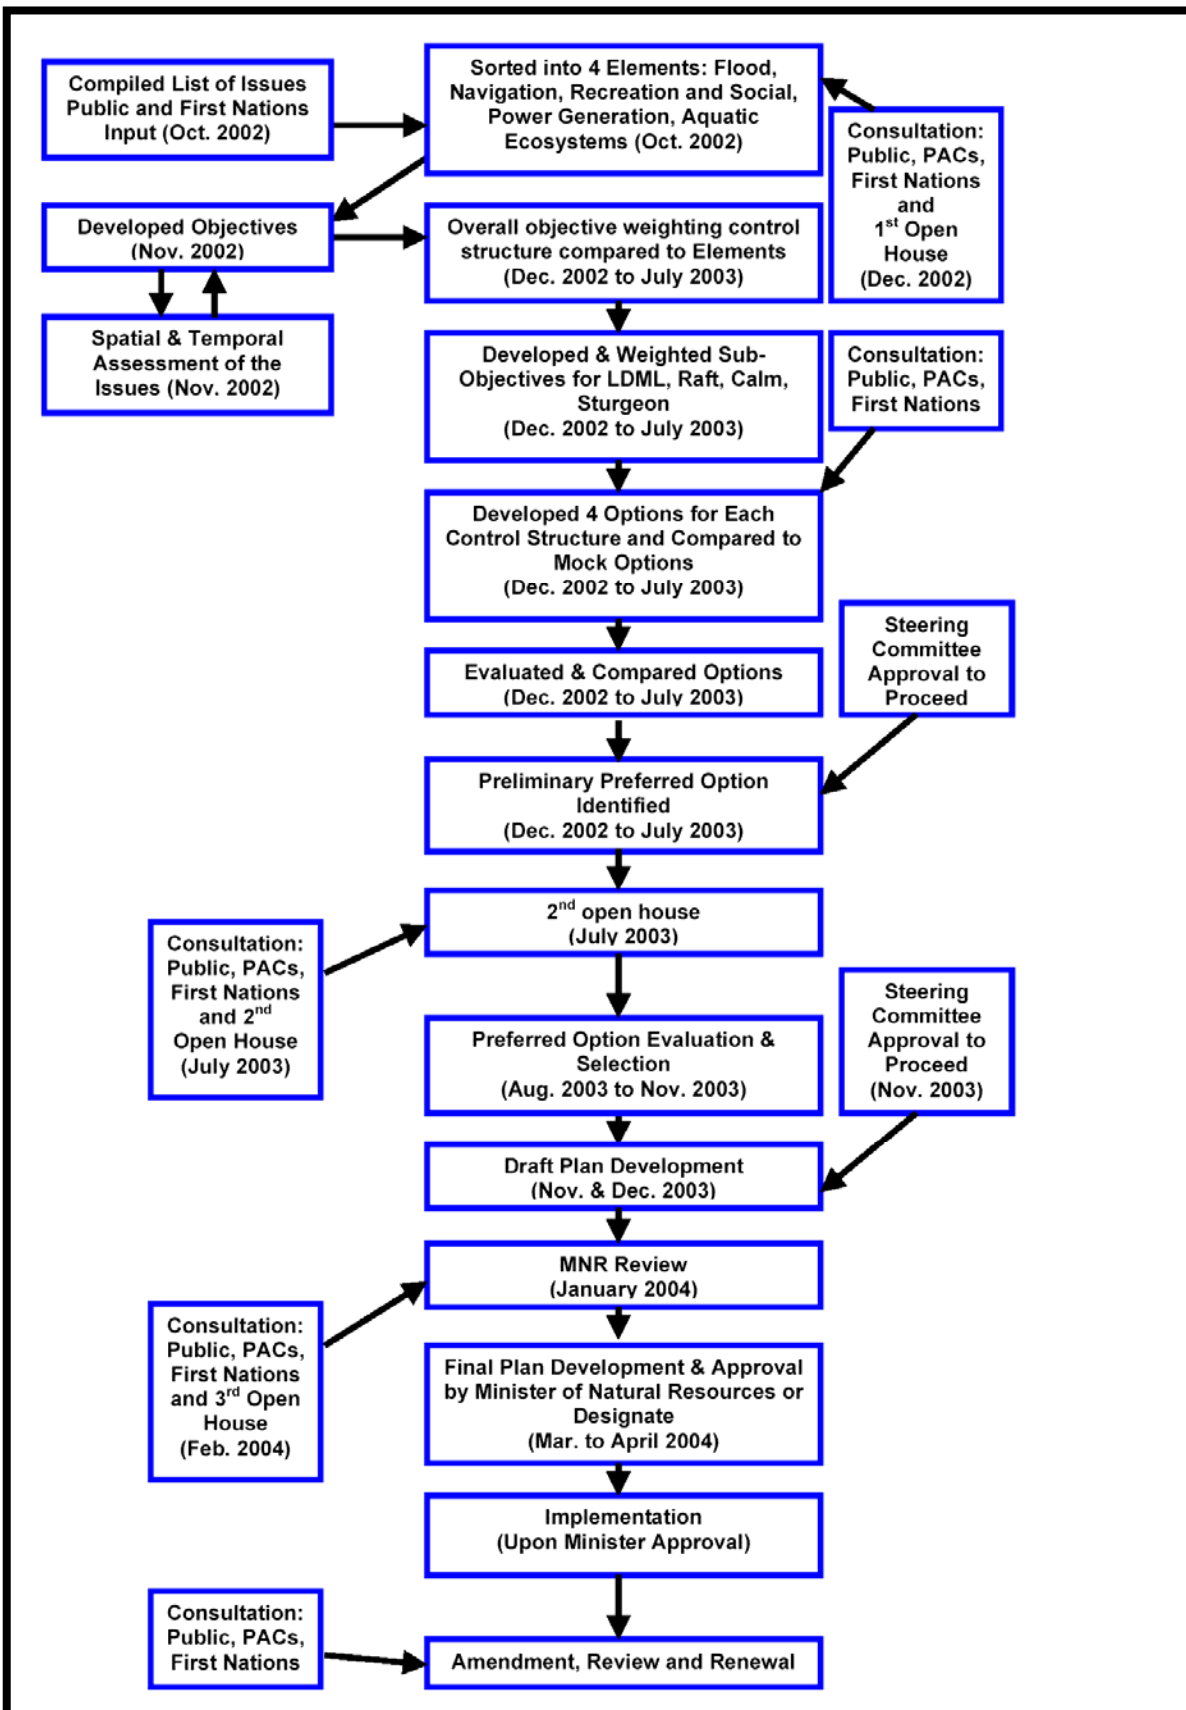 Compiled List of Issues
Public and First Nations
Input (Oct. 2002)
Sorted into 4 Elements: Flood,
Navigation, Recreation and Social,
Power Generation, Aquatic
Ecosystems (Oct. 2002)
Consultation:
Public, PACs,
First Nations
and
1st Open
House
(Dec. 2002)
Developed Objectives
(Nov. 2002)
Overall objective weighting control
structure compared to Elements
(Dec. 2002 to July 2003)
Spatial & Temporal
Assessment of the
Issues (Nov. 2002)
Developed & Weighted Sub-
Objectives for LDML, Raft, Calm,
Sturgeon
(Dec. 2002 to July 2003)
Consultation:
Public, PACs,
First Nations
Developed 4 Options for Each
Control Structure and Compared to
Mock Options
(Dec. 2002 to July 2003)
Steering
Committee
Approval to
Proceed
Evaluated & Compared Options
(Dec. 2002 to July 2003)
Preliminary Preferred Option
Identified
(Dec. 2002 to July 2003)
2nd open house
(July 2003)
Consultation:
Public, PACs,
First Nations
and 2nd
Open House
(July 2003)
Steering
Committee
Approval to
Proceed
(Nov. 2003)
Preferred Option Evaluation &
Selection
(Aug. 2003 to Nov. 2003)
Draft Plan Development
(Nov. & Dec. 2003)
MNR Review
(January 2004)
Consultation:
Public, PACs,
First Nations
and 3rd Open
House
(Feb. 2004)
Final Plan Development & Approval
by Minister of Natural Resources or
Designate
(Mar. to April 2004)
Implementation
(Upon Minister Approval)
Consultation:
Public, PACs,
First Nations
Amendment, Review and Renewal